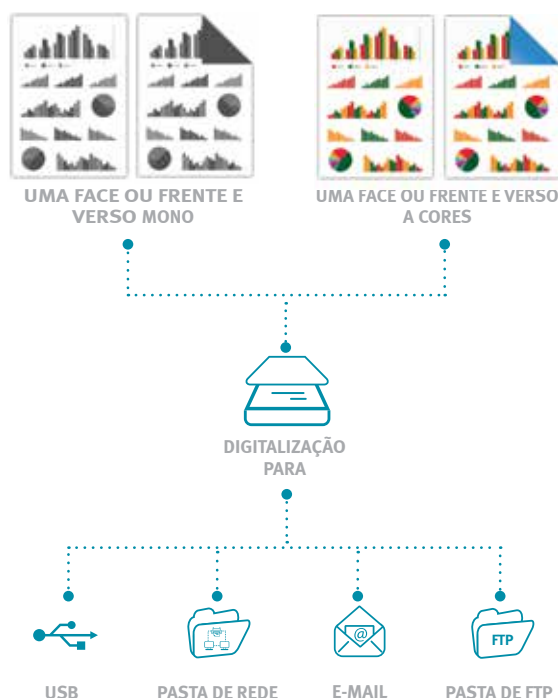 UMA FACE OU FRENTE E
VERSO MONO
UMA FACE OU FRENTE E VERSO
A CORES
DIGITALIZAÇÃO
PARA
@
FTP
USB
PASTA DE REDE
E-MAIL
PASTA DE FTP